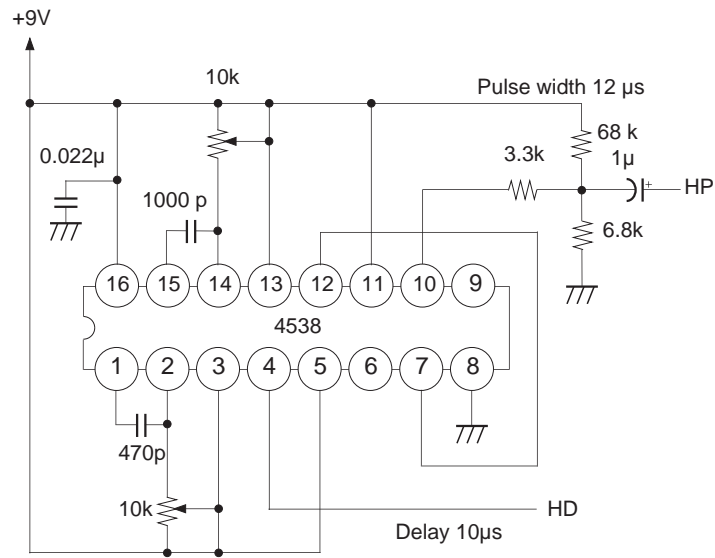 +9V
10k
Pulse width 12 μs
68 k
3.3k
1μ
0.022μ
+
HP
1000 p
6.8k
16 15 14 13 12 11 10 9
4538
1 2 3 4 5 6 7 8
470p
10k
HD
Delay 10μs